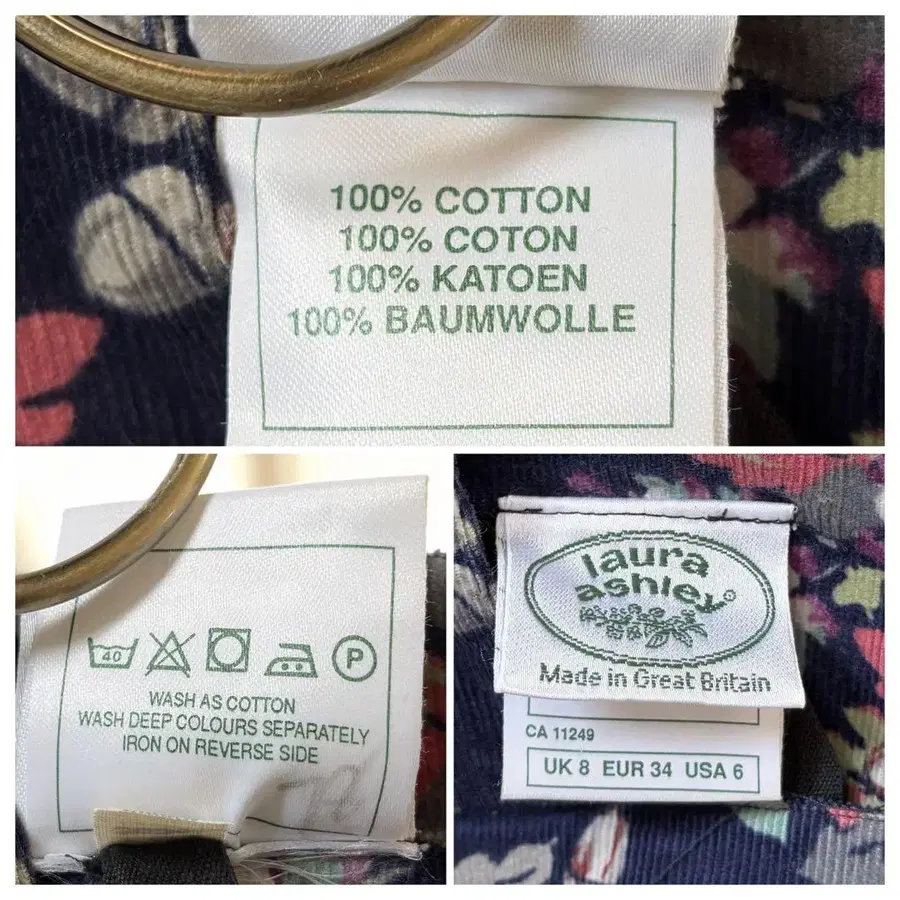 100% COTTON
100% COTON
100% KATOEN
100% BAUMWOLLE
40
P
WASH AS COTTON
WASH DEEP COLOURS SEPARATELY
IRON ON REVERSE SIDE
laura
ashley
Made in Great Britain
CA 11249
UK 8 EUR 34 USA 6